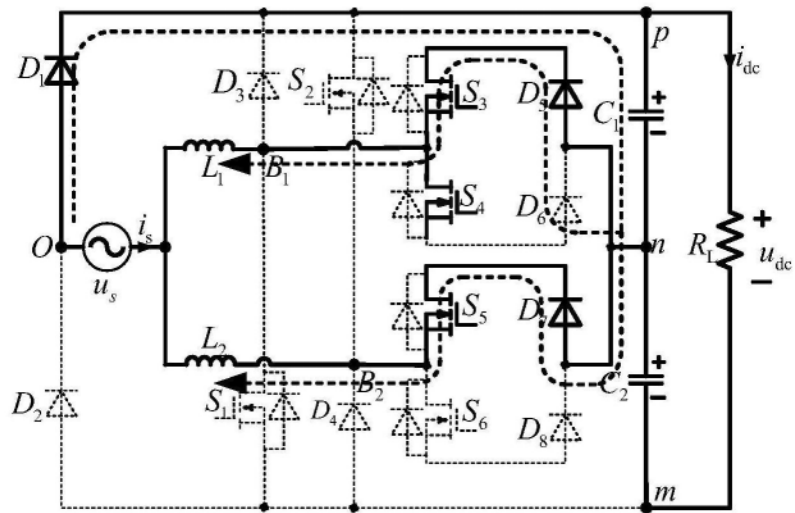 p
D1
D3
S2
S3
D5
C1
+
−
idc
L1
B1
S4
D6
O
us
is
n
RL
+
udc
−
L2
S5
D7
B2
C2
+
−
D2
S1
D4
S6
D8
m